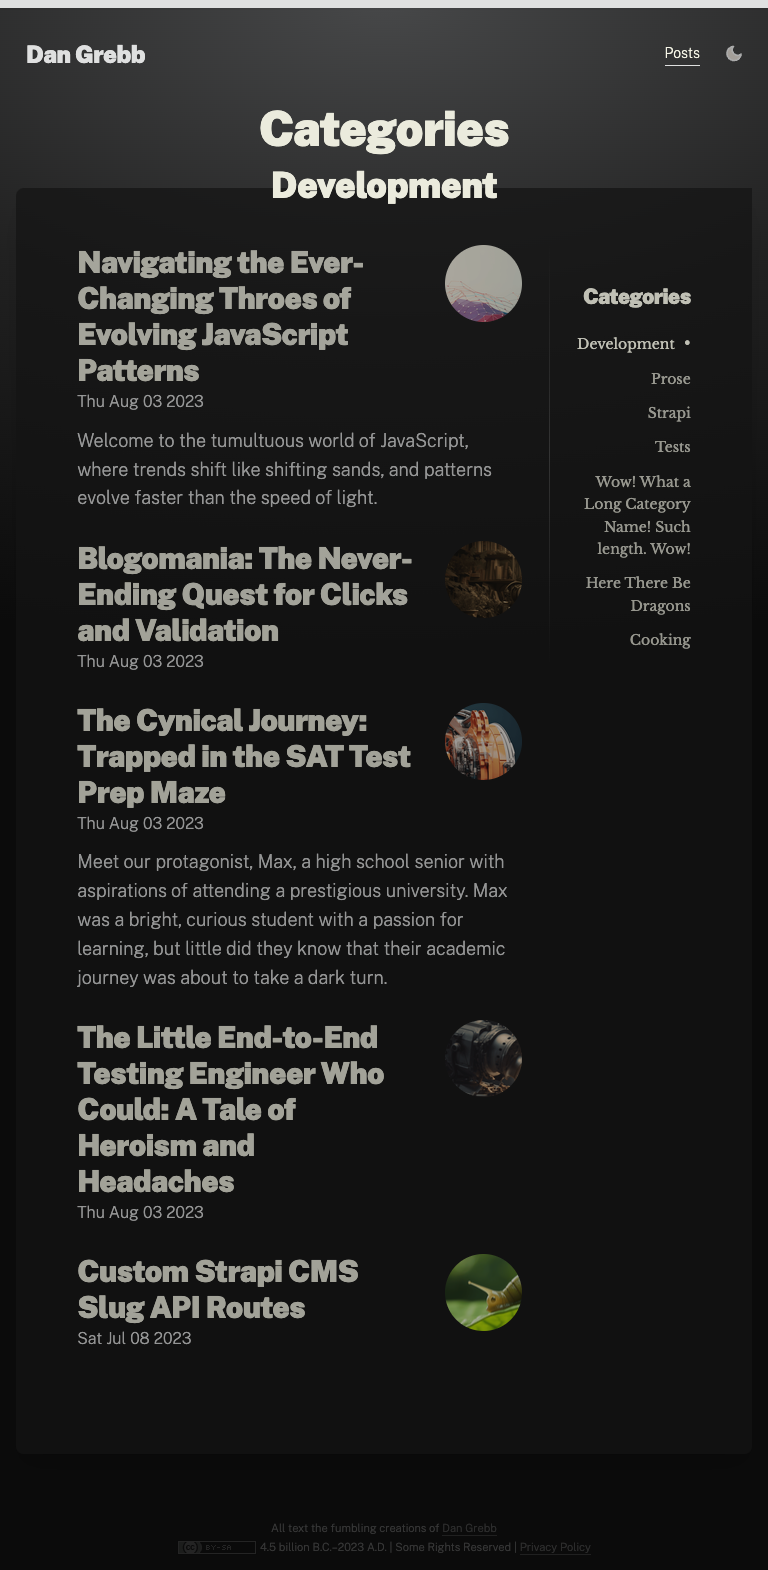 Dan Grebb
Posts
Categories
Development
Navigating the Ever-
Changing Throes of
Evolving JavaScript
Patterns
Thu Aug 03 2023
Welcome to the tumultuous world of JavaScript,
where trends shift like shifting sands, and patterns
evolve faster than the speed of light.
Blogomania: The Never-
Ending Quest for Clicks
and Validation
Thu Aug 03 2023
The Cynical Journey:
Trapped in the SAT Test
Prep Maze
Thu Aug 03 2023
Meet our protagonist, Max, a high school senior with
aspirations of attending a prestigious university. Max
was a bright, curious student with a passion for
learning, but little did they know that their academic
journey was about to take a dark turn.
The Little End-to-End
Testing Engineer Who
Could: A Tale of
Heroism and
Headaches
Thu Aug 03 2023
Custom Strapi CMS
Slug API Routes
Sat Jul 08 2023
Categories
Development •
Prose
Strapi
Tests
Wow! What a
Long Category
Name! Such
length. Wow!
Here There Be
Dragons
Cooking
All text the fumbling creations of Dan Grebb
cc BY-SA 4.5 billion B.C.–2023 A.D. | Some Rights Reserved | Privacy Policy